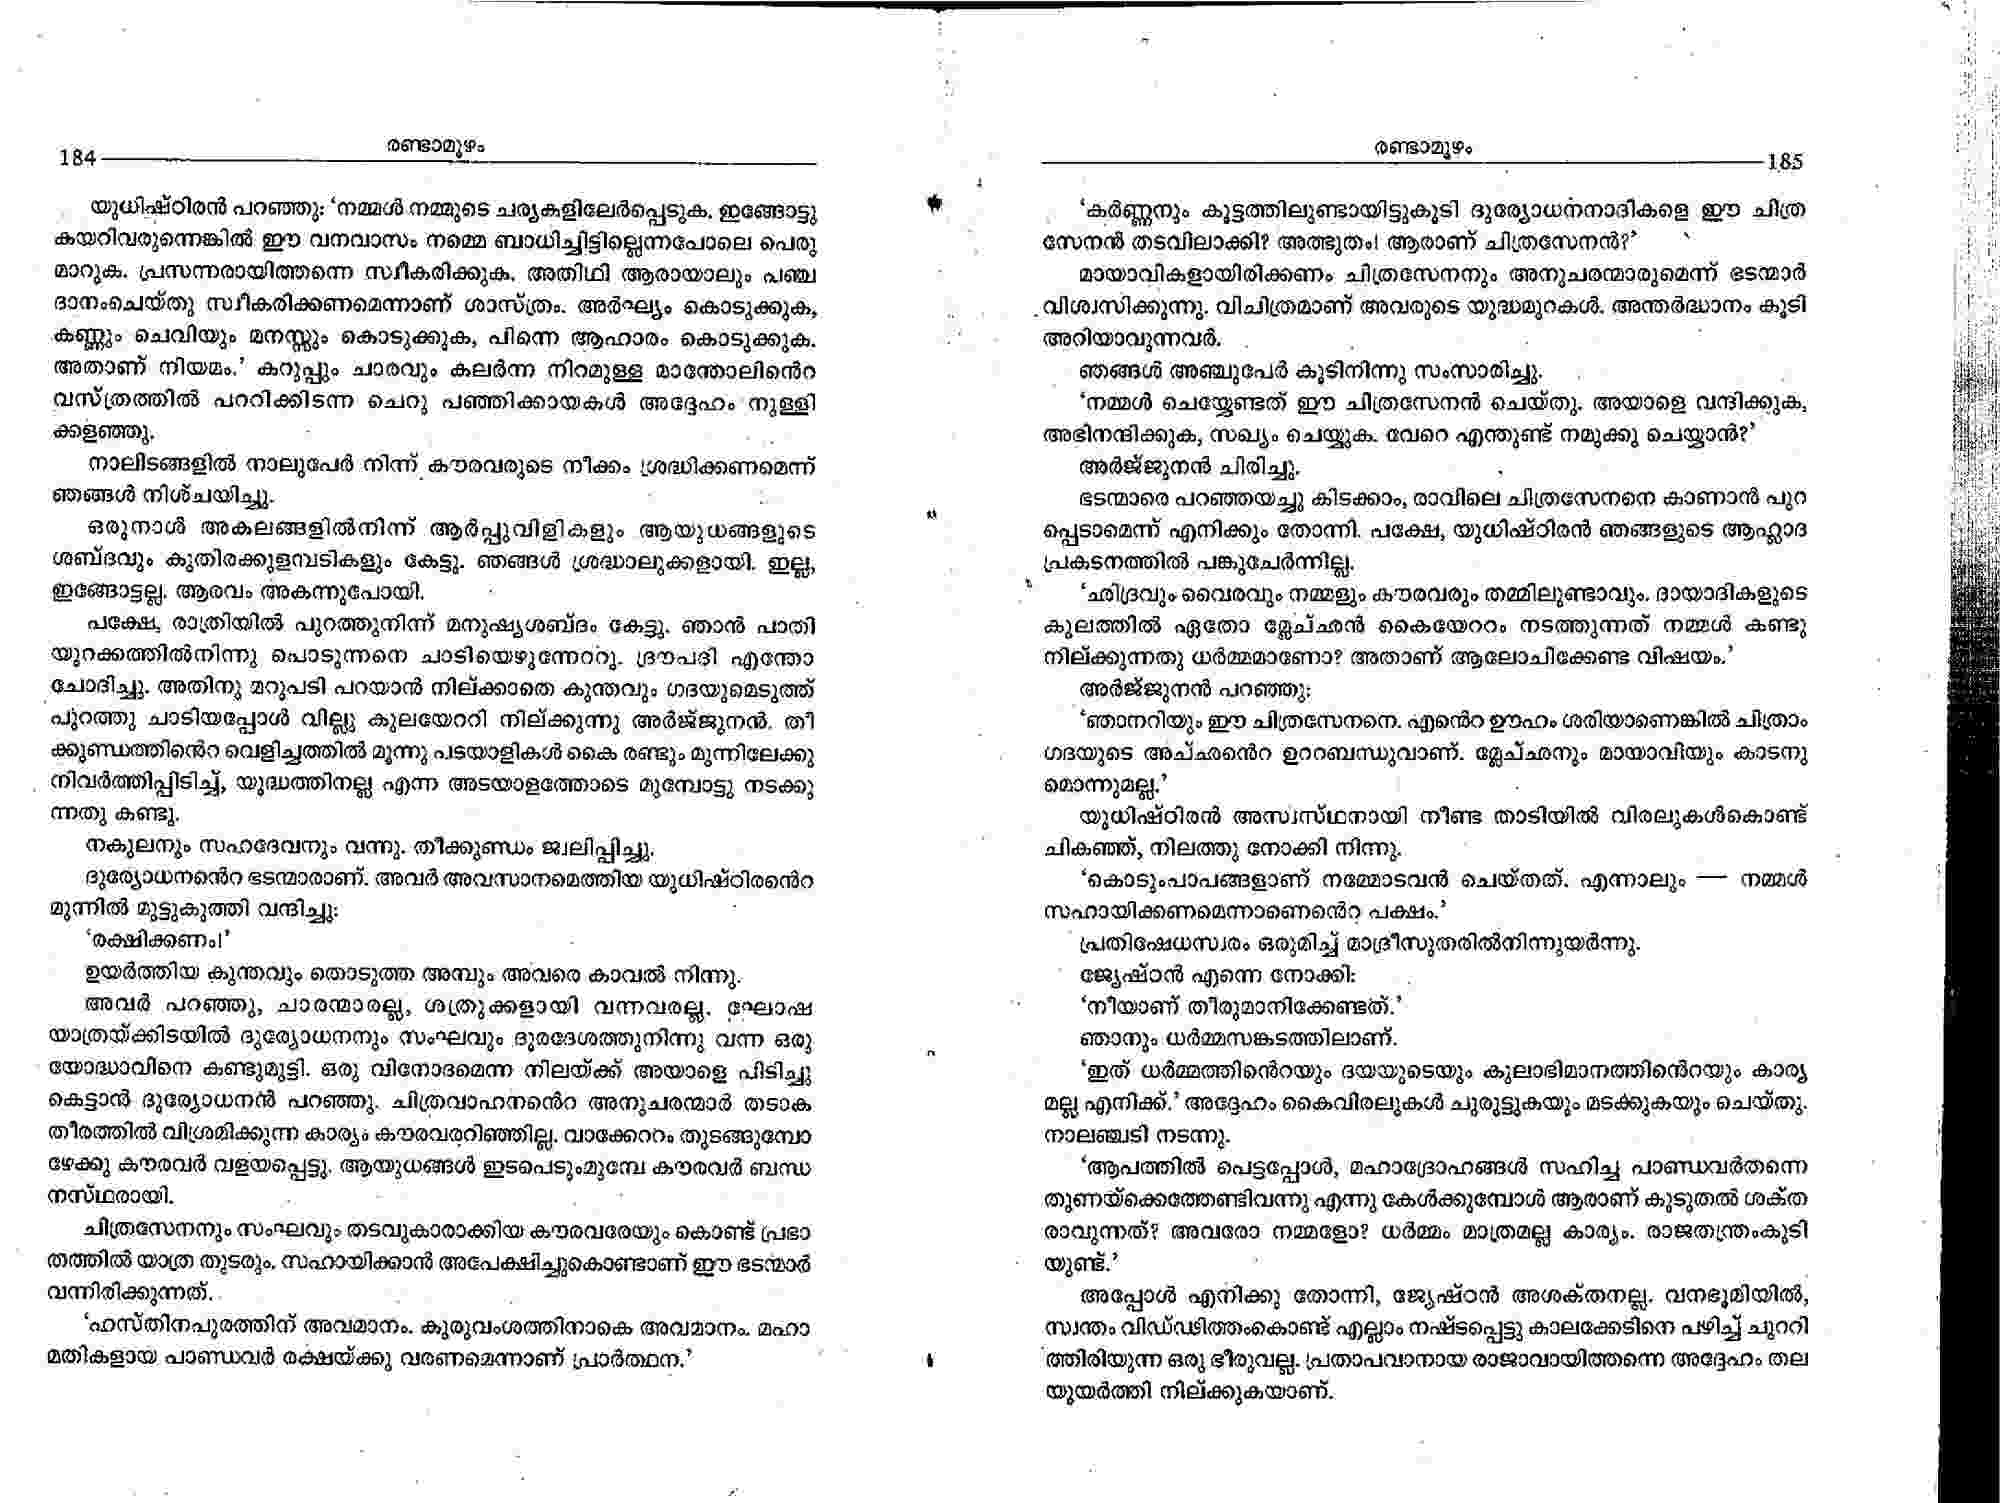 184
രണ്ടാമൂഴം
യുധിഷ്ഠിരൻ പറഞ്ഞു: ‘നമ്മൾ നമ്മുടെ ചര്യകളിലേർപ്പെടുക. ഇങ്ങോട്ടു
കയറിവരുന്നെങ്കിൽ ഈ വനവാസം നമ്മെ ബാധിച്ചിട്ടില്ലെന്നപോലെ പെരു
മാറുക. പ്രസന്നരായിത്തന്നെ സ്വീകരിക്കുക. അതിഥി ആരായാലും പഞ്ച
ദാനംചെയ്തു സ്വീകരിക്കണമെന്നാണ് ശാസ്ത്രം. അർഘ്യം കൊടുക്കുക,
കണ്ണും ചെവിയും മനസ്സും കൊടുക്കുക, പിന്നെ ആഹാരം കൊടുക്കുക.
അതാണ് നിയമം.’ കറുപ്പും ചാരവും കലർന്ന നിറമുള്ള മാന്തോലിന്റെ
വസ്ത്രത്തിൽ പററിക്കിടന്ന ചെറു പഞ്ഞിക്കായകൾ അദ്ദേഹം നുള്ളി
ക്കളഞ്ഞു.
നാലിടങ്ങളിൽ നാലുപേർ നിന്ന് കൗരവരുടെ നീക്കം ശ്രദ്ധിക്കണമെന്ന്
ഞങ്ങൾ നിശ്ചയിച്ചു.
ഒരുനാൾ അകലങ്ങളിൽനിന്ന് ആർപ്പുവിളികളും ആയുധങ്ങളുടെ
ശബ്ദവും കുതിരക്കുളമ്പടികളും കേട്ടു. ഞങ്ങൾ ശ്രദ്ധാലുക്കളായി. ഇല്ല,
ഇങ്ങോട്ടല്ല. ആരവം അകന്നുപോയി.
പക്ഷേ, രാത്രിയിൽ പുറത്തുനിന്ന് മനുഷ്യശബ്ദം കേട്ടു. ഞാൻ പാതി
യുറക്കത്തിൽനിന്നു പൊടുന്നനെ ചാടിയെഴുന്നേററു. ദ്രൗപദി എന്തോ
ചോദിച്ചു. അതിനു മറുപടി പറയാൻ നില്ക്കാതെ കുന്തവും ഗദയുമെടുത്ത്
പുറത്തു ചാടിയപ്പോൾ വില്ലു കുലയേററി നില്ക്കുന്നു അർജ്ജുനൻ. തീ
ക്കുണ്ഡത്തിന്റെ വെളിച്ചത്തിൽ മൂന്നു പടയാളികൾ കൈ രണ്ടും മുന്നിലേക്കു
നിവർത്തിപ്പിടിച്ച്, യുദ്ധത്തിനല്ല എന്ന അടയാളത്തോടെ മുമ്പോട്ടു നടക്കു
ന്നതു കണ്ടു.
നകുലനും സഹദേവനും വന്നു. തീക്കുണ്ഡം ജ്വലിപ്പിച്ചു.
ദുര്യോധനന്റെ ഭടന്മാരാണ്. അവർ അവസാനമെത്തിയ യുധിഷ്ഠിരന്റെ
മുന്നിൽ മുട്ടുകുത്തി വന്ദിച്ചു:
‘രക്ഷിക്കണം!’
ഉയർത്തിയ കുന്തവും തൊടുത്ത അമ്പും അവരെ കാവൽ നിന്നു.
അവർ പറഞ്ഞു, ചാരന്മാരല്ല, ശത്രുക്കളായി വന്നവരല്ല. ഘോഷ
യാത്രയ്ക്കിടയിൽ ദുര്യോധനനും സംഘവും ദൂരദേശത്തുനിന്നു വന്ന ഒരു
യോദ്ധാവിനെ കണ്ടുമുട്ടി. ഒരു വിനോദമെന്ന നിലയ്ക്ക് അയാളെ പിടിച്ചു
കെട്ടാൻ ദുര്യോധനൻ പറഞ്ഞു. ചിത്രവാഹനന്റെ അനുചരന്മാർ തടാക
തീരത്തിൽ വിശ്രമിക്കുന്ന കാര്യം കൗരവരറിഞ്ഞില്ല. വാക്കേററം തുടങ്ങുമ്പോ
ഴേക്കു കൗരവർ വളയപ്പെട്ടു. ആയുധങ്ങൾ ഇടപെടുംമുമ്പേ കൗരവർ ബന്ധ
നസ്ഥരായി.
ചിത്രസേനനും സംഘവും തടവുകാരാക്കിയ കൗരവരേയും കൊണ്ട് പ്രഭാ
തത്തിൽ യാത്ര തുടരും. സഹായിക്കാൻ അപേക്ഷിച്ചുകൊണ്ടാണ് ഈ ഭടന്മാർ
വന്നിരിക്കുന്നത്.
‘ഹസ്തിനപുരത്തിന് അവമാനം. കുരുവംശത്തിനാകെ അവമാനം. മഹാ
മതികളായ പാണ്ഡവർ രക്ഷയ്ക്കു വരണമെന്നാണ് പ്രാർത്ഥന.’
രണ്ടാമൂഴം
185
‘കർണ്ണനും കൂട്ടത്തിലുണ്ടായിട്ടുകൂടി ദുര്യോധനനാദികളെ ഈ ചിത്ര
സേനൻ തടവിലാക്കി? അത്ഭുതം! ആരാണ് ചിത്രസേനൻ?’
മായാവികളായിരിക്കണം ചിത്രസേനനും അനുചരന്മാരുമെന്ന് ഭടന്മാർ
വിശ്വസിക്കുന്നു. വിചിത്രമാണ് അവരുടെ യുദ്ധമുറകൾ. അന്തർദ്ധാനം കൂടി
അറിയാവുന്നവർ.
ഞങ്ങൾ അഞ്ചുപേർ കൂടിനിന്നു സംസാരിച്ചു.
‘നമ്മൾ ചെയ്യേണ്ടത് ഈ ചിത്രസേനൻ ചെയ്തു. അയാളെ വന്ദിക്കുക,
അഭിനന്ദിക്കുക, സഖ്യം ചെയ്യുക. വേറെ എന്തുണ്ട് നമുക്കു ചെയ്യാൻ?’
അർജ്ജുനൻ ചിരിച്ചു.
ഭടന്മാരെ പറഞ്ഞയച്ചു കിടക്കാം, രാവിലെ ചിത്രസേനനെ കാണാൻ പുറ
പ്പെടാമെന്ന് എനിക്കും തോന്നി. പക്ഷേ, യുധിഷ്ഠിരൻ ഞങ്ങളുടെ ആഹ്ലാദ
പ്രകടനത്തിൽ പങ്കുചേർന്നില്ല.
‘ഛിദ്രവും വൈരവും നമ്മളും കൗരവരും തമ്മിലുണ്ടാവും. ദായാദികളുടെ
കുലത്തിൽ ഏതോ മ്ലേച്ഛൻ കൈയേററം നടത്തുന്നത് നമ്മൾ കണ്ടു
നില്ക്കുന്നതു ധർമ്മമാണോ? അതാണ് ആലോചിക്കേണ്ട വിഷയം.’
അർജ്ജുനൻ പറഞ്ഞു:
‘ഞാനറിയും ഈ ചിത്രസേനനെ. എന്റെ ഊഹം ശരിയാണെങ്കിൽ ചിത്രാം
ഗദയുടെ അച്ഛന്റെ ഉററബന്ധുവാണ്. മ്ലേച്ഛനും മായാവിയും കാടനു
മൊന്നുമല്ല.’
യുധിഷ്ഠിരൻ അസ്വസ്ഥനായി നീണ്ട താടിയിൽ വിരലുകൾകൊണ്ട്
ചികഞ്ഞ്, നിലത്തു നോക്കി നിന്നു.
‘കൊടുംപാപങ്ങളാണ് നമ്മോടവൻ ചെയ്തത്. എന്നാലും — നമ്മൾ
സഹായിക്കണമെന്നാണെന്റെ പക്ഷം.’
പ്രതിഷേധസ്വരം ഒരുമിച്ച് മാദ്രീസുതരിൽനിന്നുയർന്നു.
ജ്യേഷ്ഠൻ എന്നെ നോക്കി:
‘നീയാണ് തീരുമാനിക്കേണ്ടത്.’
ഞാനും ധർമ്മസങ്കടത്തിലാണ്.
‘ഇത് ധർമ്മത്തിന്റെയും ദയയുടെയും കുലാഭിമാനത്തിന്റെയും കാര്യ
മല്ല എനിക്ക്.’ അദ്ദേഹം കൈവിരലുകൾ ചുരുട്ടുകയും മടക്കുകയും ചെയ്തു.
നാലഞ്ചടി നടന്നു.
‘ആപത്തിൽ പെട്ടപ്പോൾ, മഹാദ്രോഹങ്ങൾ സഹിച്ച പാണ്ഡവർതന്നെ
തുണയ്ക്കെത്തേണ്ടിവന്നു എന്നു കേൾക്കുമ്പോൾ ആരാണ് കൂടുതൽ ശക്ത
രാവുന്നത്? അവരോ നമ്മളോ? ധർമ്മം മാത്രമല്ല കാര്യം. രാജതന്ത്രംകൂടി
യുണ്ട്.’
അപ്പോൾ എനിക്കു തോന്നി, ജ്യേഷ്ഠൻ അശക്തനല്ല. വനഭൂമിയിൽ,
സ്വന്തം വിഡ്ഢിത്തംകൊണ്ട് എല്ലാം നഷ്ടപ്പെട്ടു കാലക്കേടിനെ പഴിച്ച് ചുററി
ത്തിരിയുന്ന ഒരു ഭീരുവല്ല. പ്രതാപവാനായ രാജാവായിത്തന്നെ അദ്ദേഹം തല
യുയർത്തി നില്ക്കുകയാണ്.